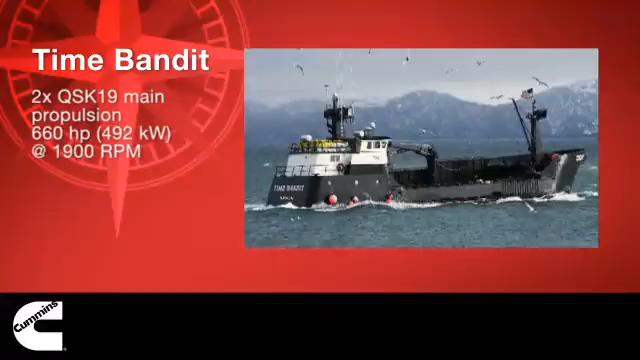 Time Bandit
2x QSK19 main
propulsion
660 hp (492 kW)
@ 1900 RPM
TIME BANDIT
Cummins